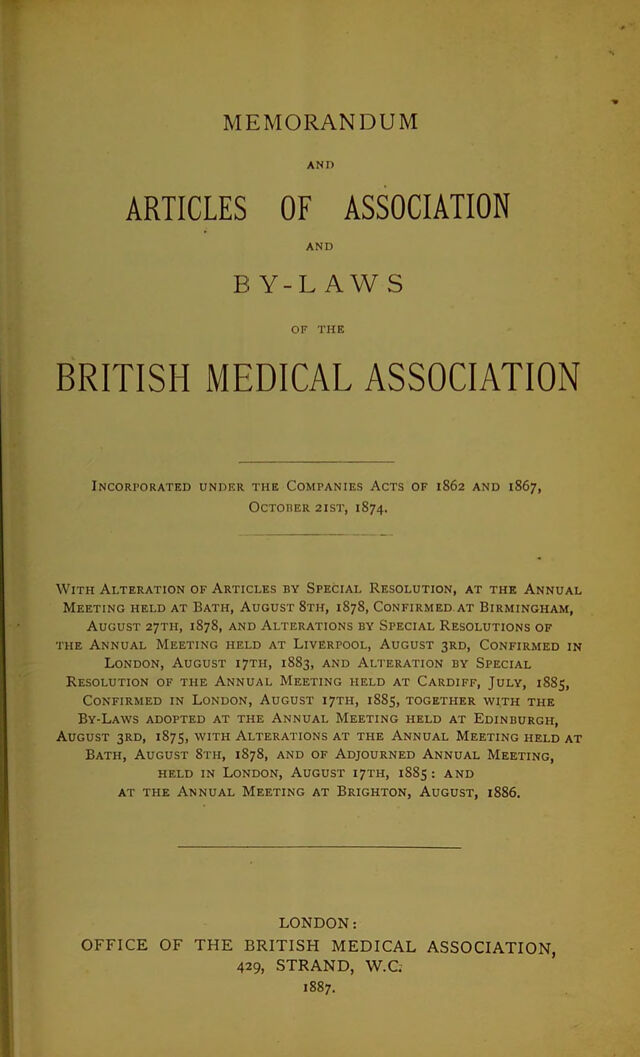 MEMORANDUM
AND
ARTICLES OF ASSOCIATION
AND
BY-LAWS
OF THE
BRITISH MEDICAL ASSOCIATION
Incorporated under the Companies Acts of 1862 and 1867,
October 21st, 1874.
With Alteration of Articles by Special Resolution, at the Annual
Meeting held at Bath, August 8th, 1878, Confirmed at Birmingham,
August 27th, 1878, and Alterations by Special Resolutions of
the Annual Meeting held at Liverpool, August 3rd, Confirmed in
London, August 17th, 1883, and Alteration by Special
Resolution of the Annual Meeting held at Cardiff, July, 1885,
Confirmed in London, August 17th, 1885, together with the
By-Laws adopted at the Annual Meeting held at Edinburgh,
August 3rd, 1875, with Alterations at the Annual Meeting held at
Bath, August 8th, 1878, and of Adjourned Annual Meeting,
held in London, August 17th, 1885: and
at the Annual Meeting at Brighton, August, 1886.
LONDON:
OFFICE OF THE BRITISH MEDICAL ASSOCIATION,
429, STRAND, W.C.
1887.